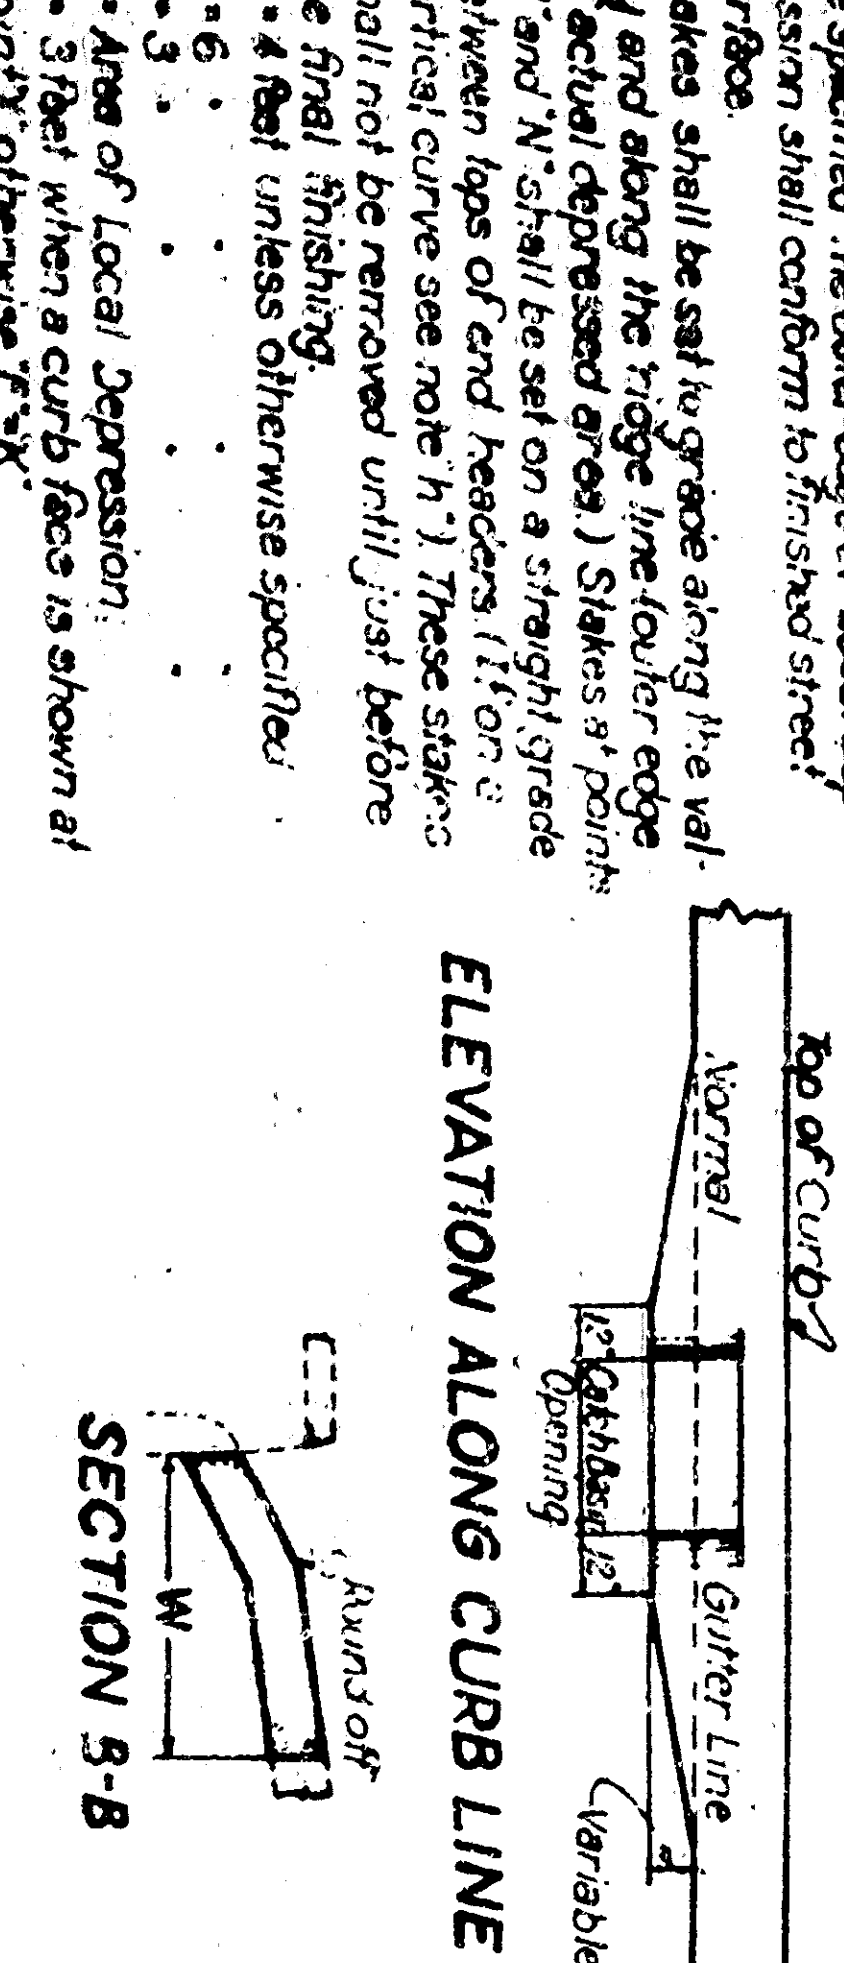 ssion shall conform to finished street
rface.
akes shall be set to grade along the val-
and along the ridge line (outer edge
actual depressed area.) Stakes at points
and "N" shall be set on a straight grade
tween tops of end headers. (If on a
rtical curve see note "h"). These stakes
hall not be removed until just before
e final finishing.
= 4 feet unless otherwise specified
= 6
= 3
= Area of Local Depression.
= 3 feet when a curb face is shown at
otherwise "F"="K"
Top of Curb
Normal
Gutter Line
12" Catch Basin 12"
Opening
Variable
ELEVATION ALONG CURB LINE
Round off
W
SECTION B-B